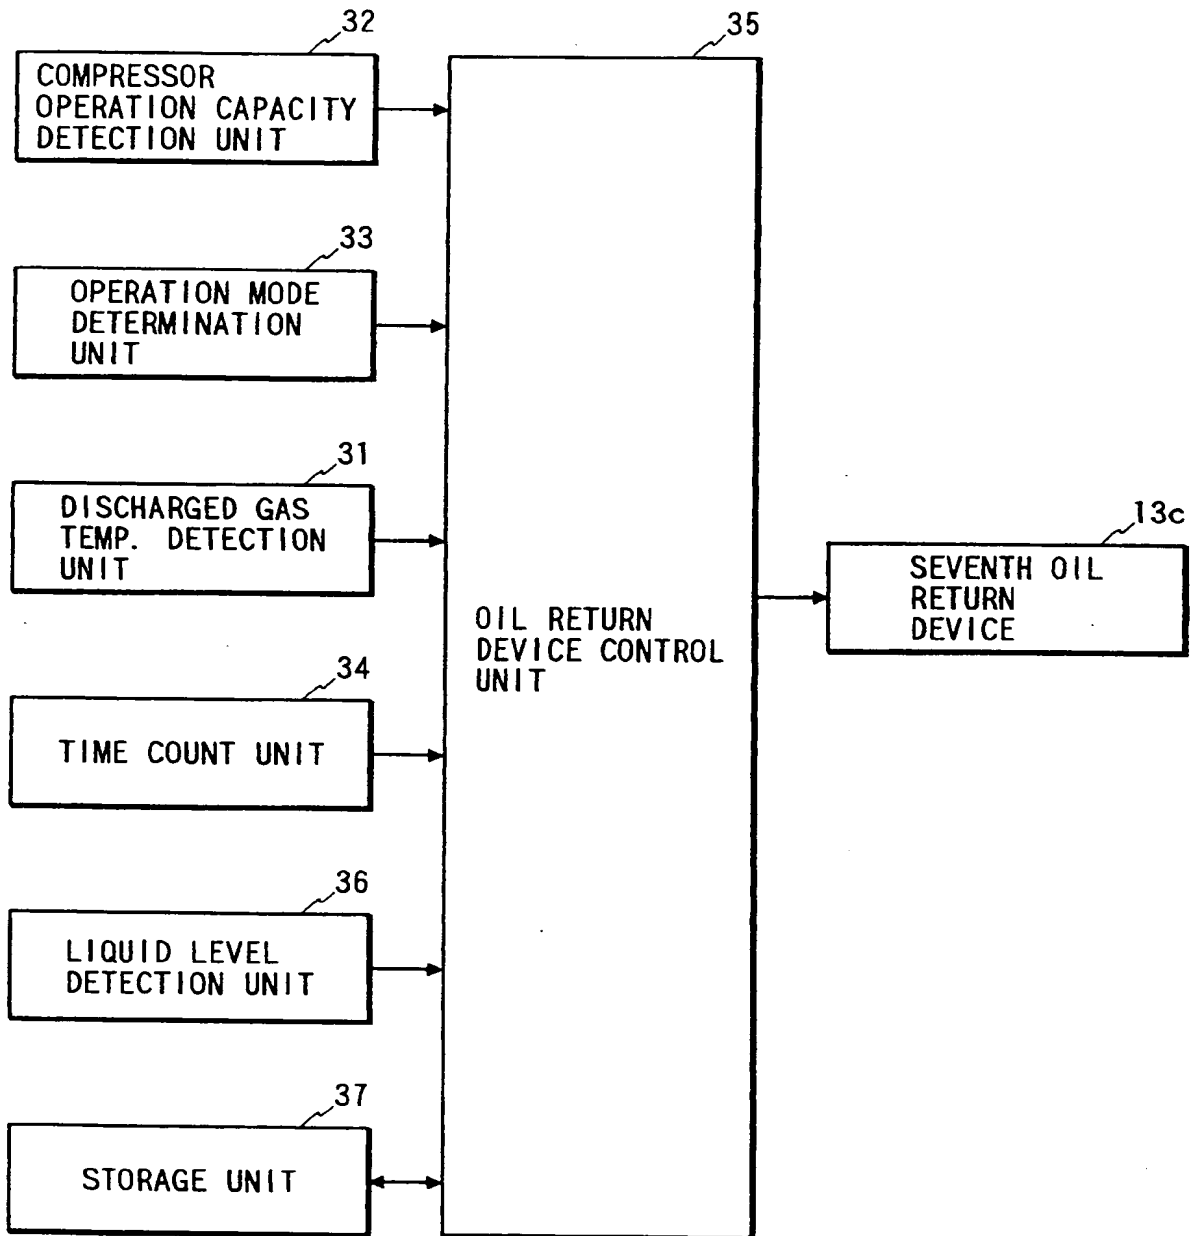 32
COMPRESSOR
OPERATION CAPACITY
DETECTION UNIT
33
OPERATION MODE
DETERMINATION
UNIT
31
DISCHARGED GAS
TEMP. DETECTION
UNIT
34
TIME COUNT UNIT
36
LIQUID LEVEL
DETECTION UNIT
37
STORAGE UNIT
35
OIL RETURN
DEVICE CONTROL
UNIT
13c
SEVENTH OIL
RETURN
DEVICE